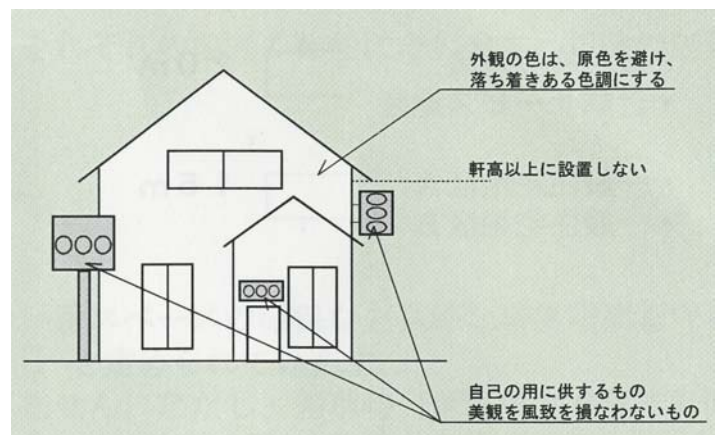 外観の色は、原色を避け、
落ち着きある色調にする
軒高以上に設置しない
自己の用に供するもの
美観を風致を損なわないもの